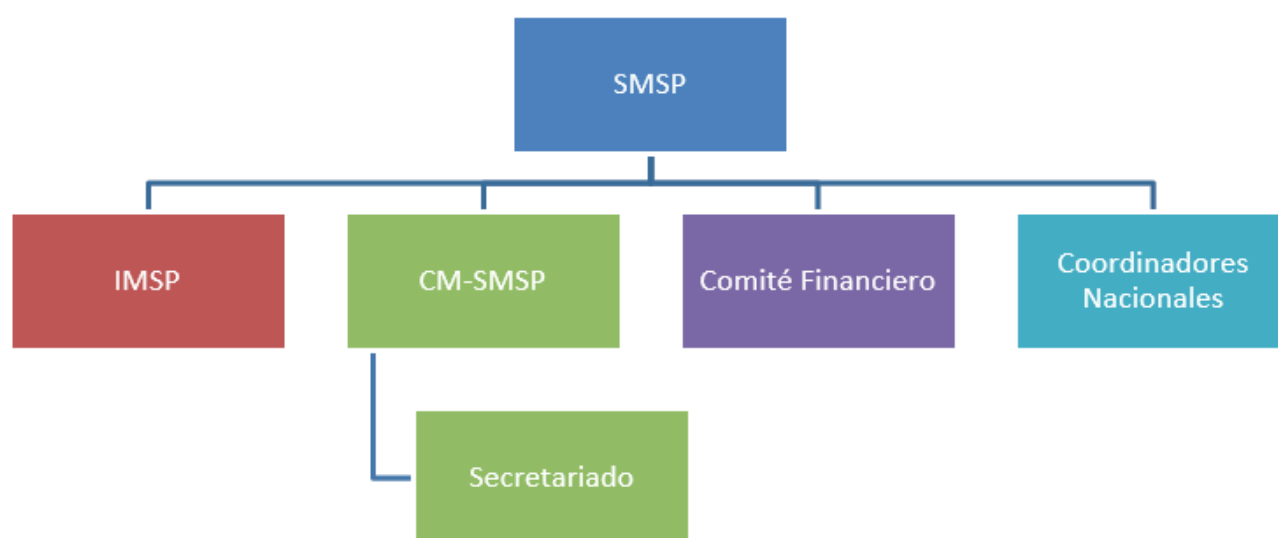 SMSP
IMSP
CM-SMSP
Comité Financiero
Coordinadores
Nacionales
Secretariado